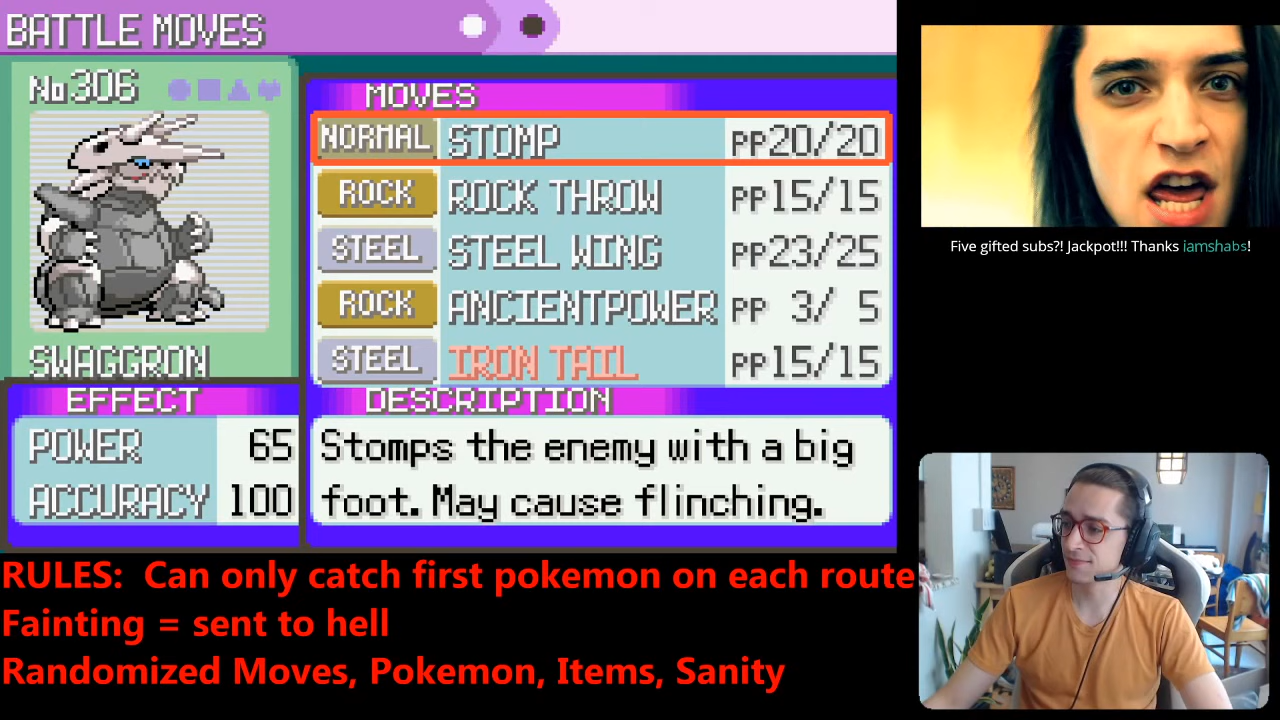 BATTLE MOVES
No306
SWAGGRON
MOVES
NORMAL STOMP PP20/20
ROCK ROCK THROW PP15/15
STEEL STEEL WING PP23/25
ROCK ANCIENTPOWER PP 3/ 5
STEEL IRON TAIL PP15/15
EFFECT
POWER 65
ACCURACY 100
DESCRIPTION
Stomps the enemy with a big
foot. May cause flinching.
Five gifted subs?! Jackpot!!! Thanks iamshabs!
RULES: Can only catch first pokemon on each route
Fainting = sent to hell
Randomized Moves, Pokemon, Items, Sanity